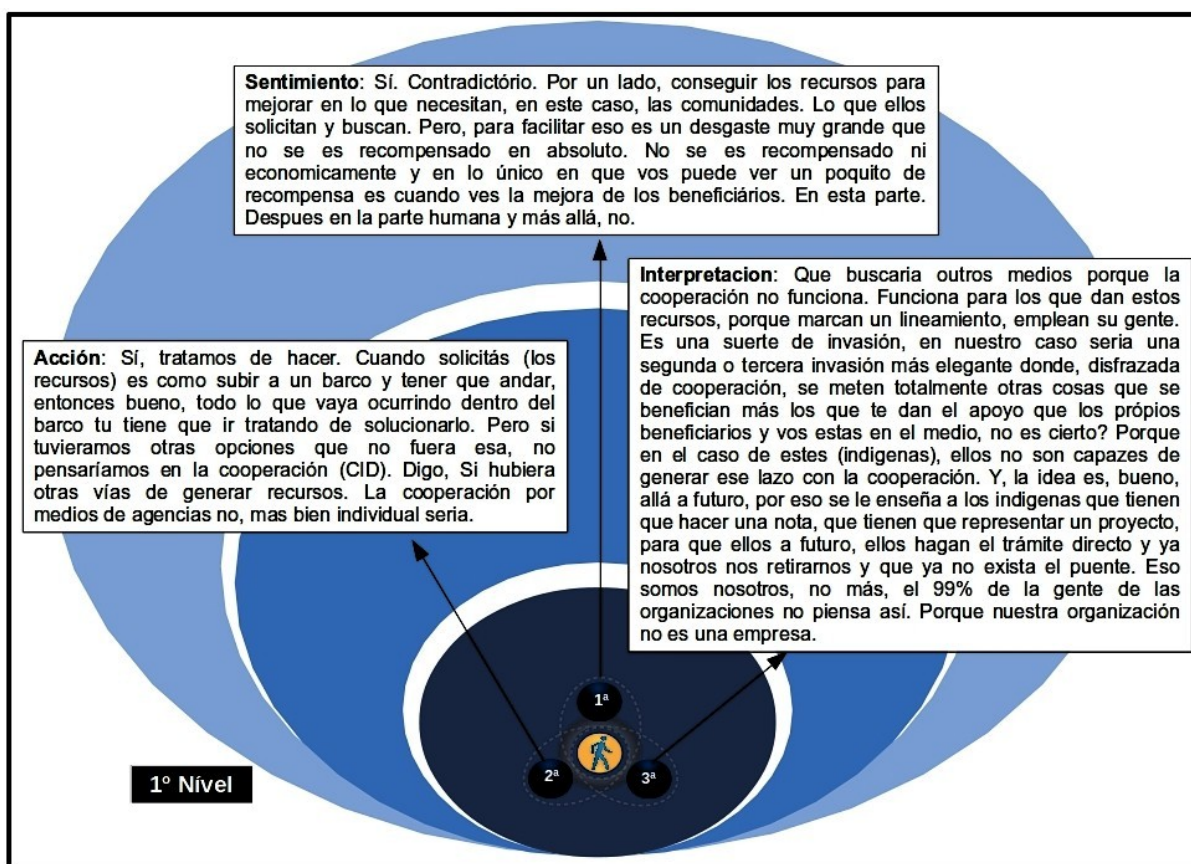 Sentimiento: Sí. Contradictório. Por un lado, conseguir los recursos para
mejorar en lo que necesitan, en este caso, las comunidades. Lo que ellos
solicitan y buscan. Pero, para facilitar eso es un desgaste muy grande que
no se es recompensado en absoluto. No se es recompensado ni
economicamente y en lo único en que vos puede ver un poquito de
recompensa es cuando ves la mejora de los beneficiários. En esta parte.
Despues en la parte humana y más allá, no.
Interpretacion: Que buscaria outros medios porque la
cooperación no funciona. Funciona para los que dan estos
recursos, porque marcan un lineamiento, emplean su gente.
Es una suerte de invasión, en nuestro caso seria una
segunda o tercera invasión más elegante donde, disfrazada
de cooperación, se meten totalmente otras cosas que se
benefician más los que te dan el apoyo que los própios
beneficiarios y vos estas en el medio, no es cierto? Porque
en el caso de estes (indigenas), ellos no son capazes de
generar ese lazo con la cooperación. Y, la idea es, bueno,
allá a futuro, por eso se le enseña a los indigenas que tienen
que hacer una nota, que tienen que representar un proyecto,
para que ellos a futuro, ellos hagan el trámite directo y ya
nosotros nos retirarnos y que ya no exista el puente. Eso
somos nosotros, no más, el 99% de la gente de las
organizaciones no piensa así. Porque nuestra organización
no es una empresa.
Acción: Sí, tratamos de hacer. Cuando solicitás (los
recursos) es como subir a un barco y tener que andar,
entonces bueno, todo lo que vaya ocurrindo dentro del
barco tu tiene que ir tratando de solucionarlo. Pero si
tuvieramos otras opciones que no fuera esa, no
pensaríamos en la cooperación (CID). Digo, Si hubiera
otras vías de generar recursos. La cooperación por
medios de agencias no, mas bien individual seria.
1ª
2ª
3ª
1º Nível